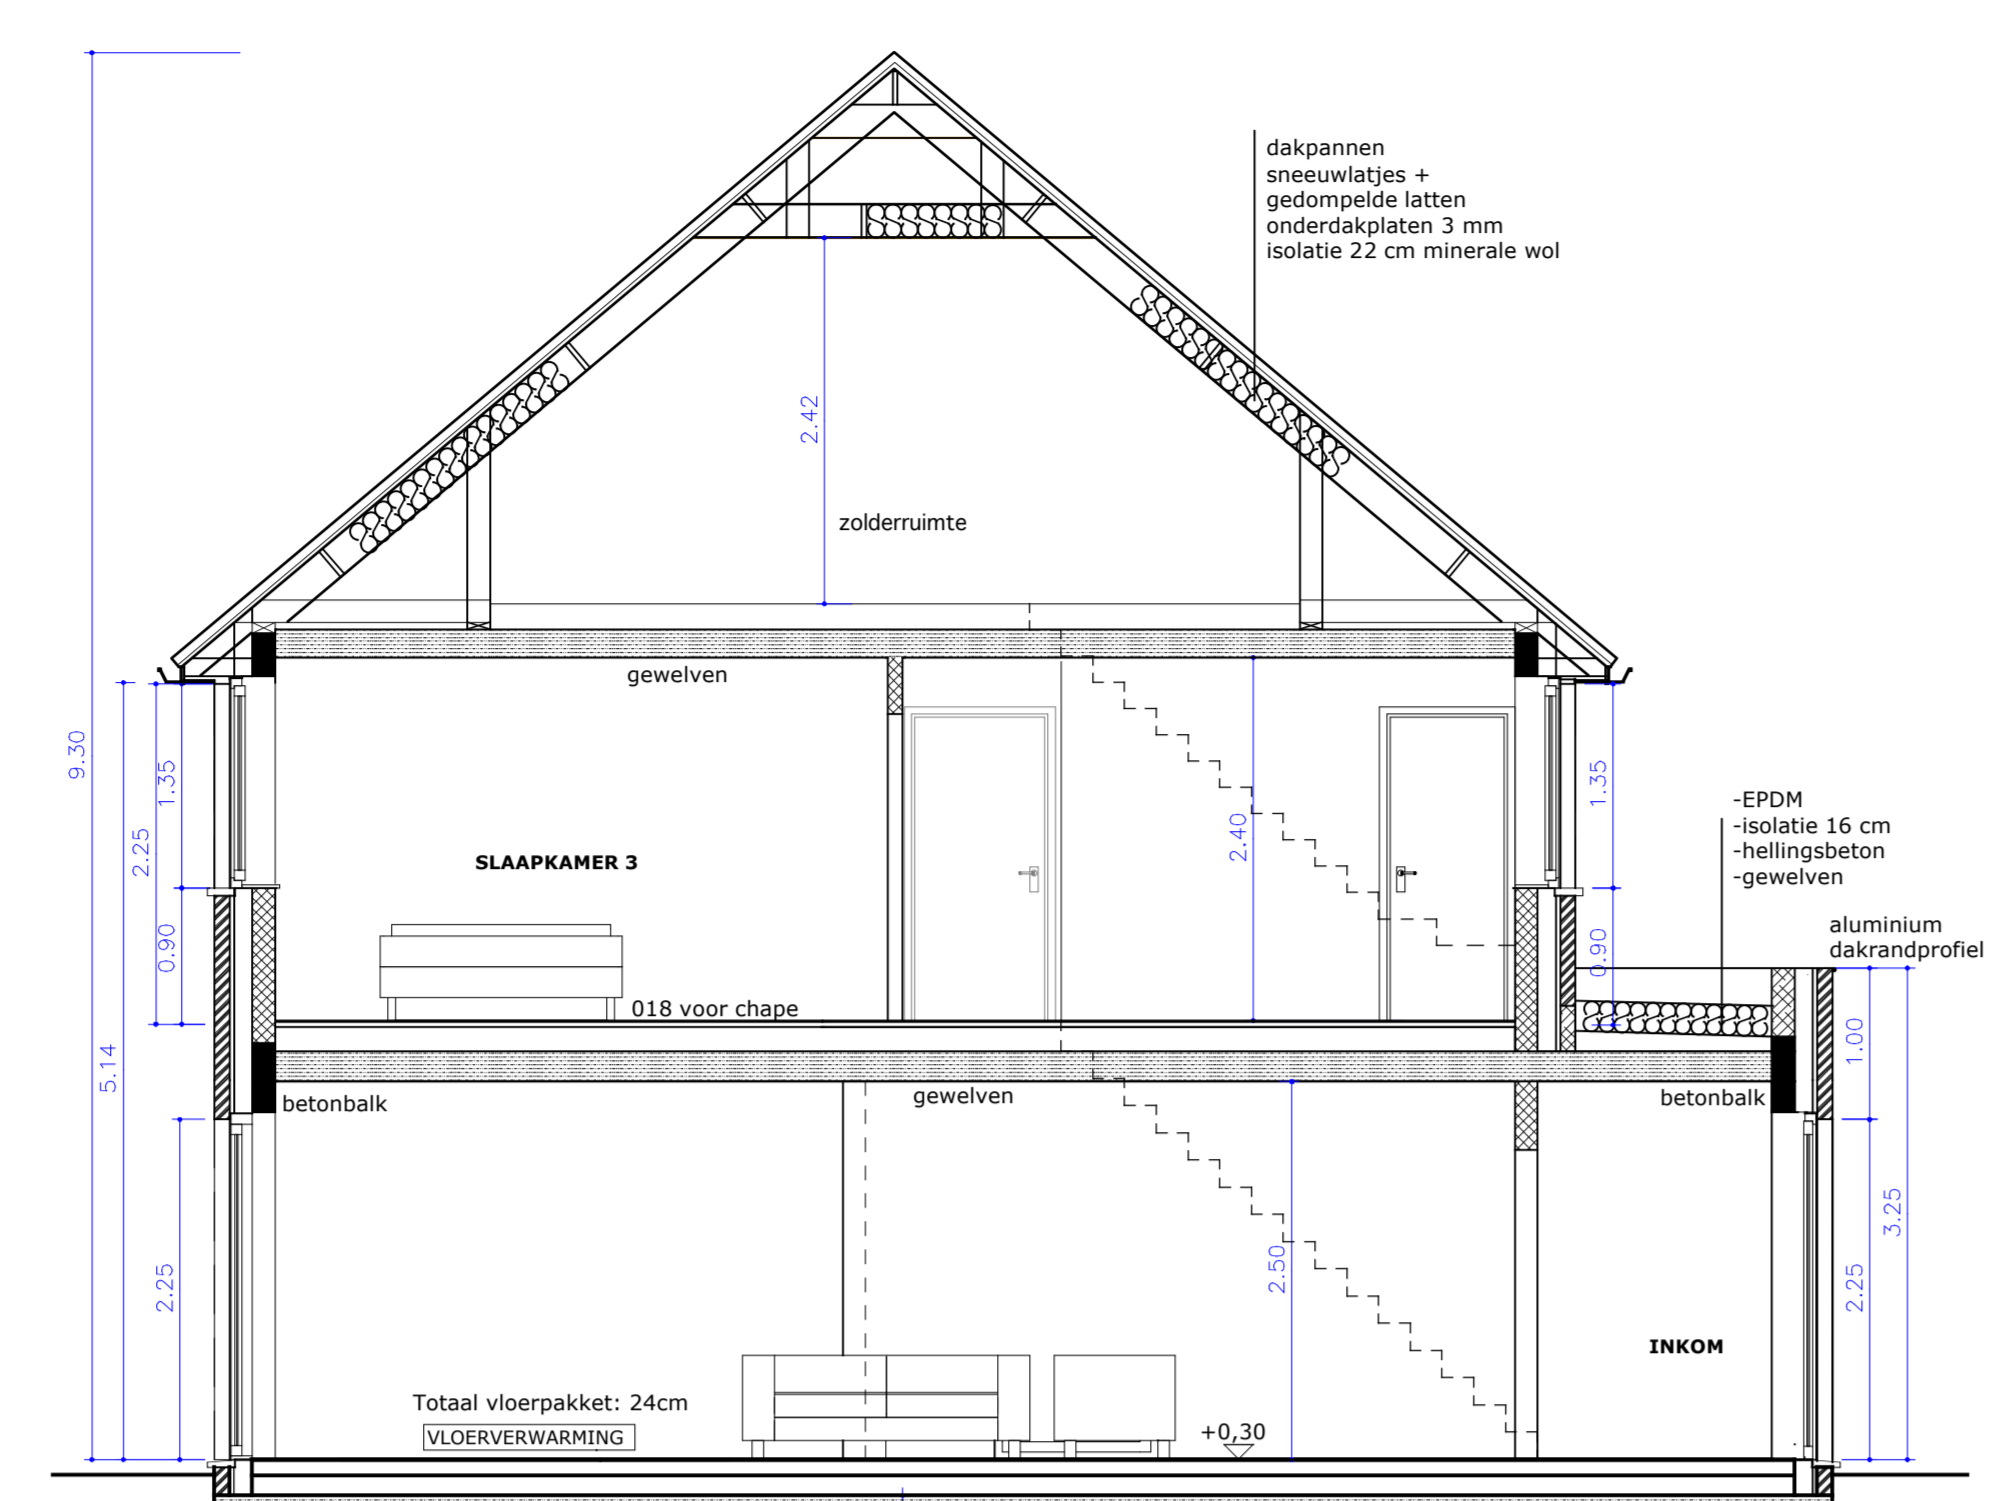 dakpannen
sneeuwlatjes +
gedompelde latten
onderdakplaten 3 mm
isolatie 22 cm minerale wol
2.42
zolderruimte
gewelven
9.30
1.35
2.25
0.90
5.14
2.25
SLAAPKAMER 3
2.40
1.35
0.90
-EPDM
-isolatie 16 cm
-hellingsbeton
-gewelven
aluminium
dakrandprofiel
018 voor chape
1.00
betonbalk
gewelven
betonbalk
3.25
2.50
2.25
INKOM
Totaal vloerpakket: 24cm
VLOERVERWARMING
+0,30